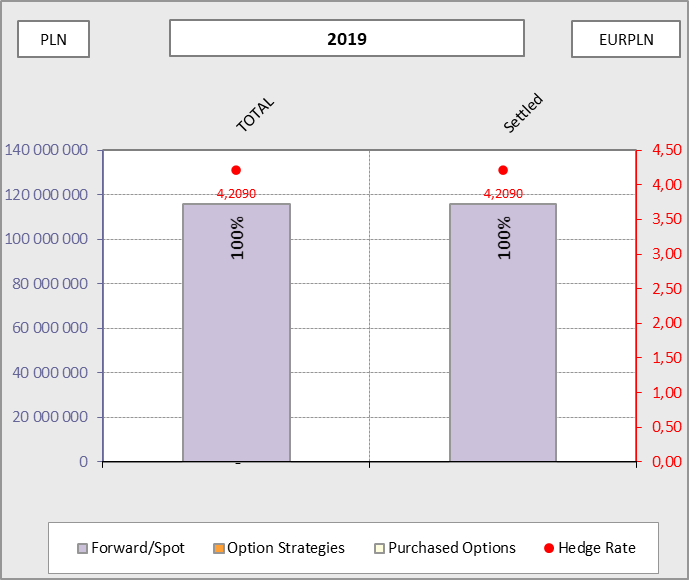 PLN
2019
EURPLN
TOTAL
Settled
140 000 000
120 000 000
100 000 000
80 000 000
60 000 000
40 000 000
20 000 000
0
4,2090
4,2090
100%
100%
-
4,50
4,00
3,50
3,00
2,50
2,00
1,50
1,00
0,50
0,00
Forward/Spot
Option Strategies
Purchased Options
Hedge Rate